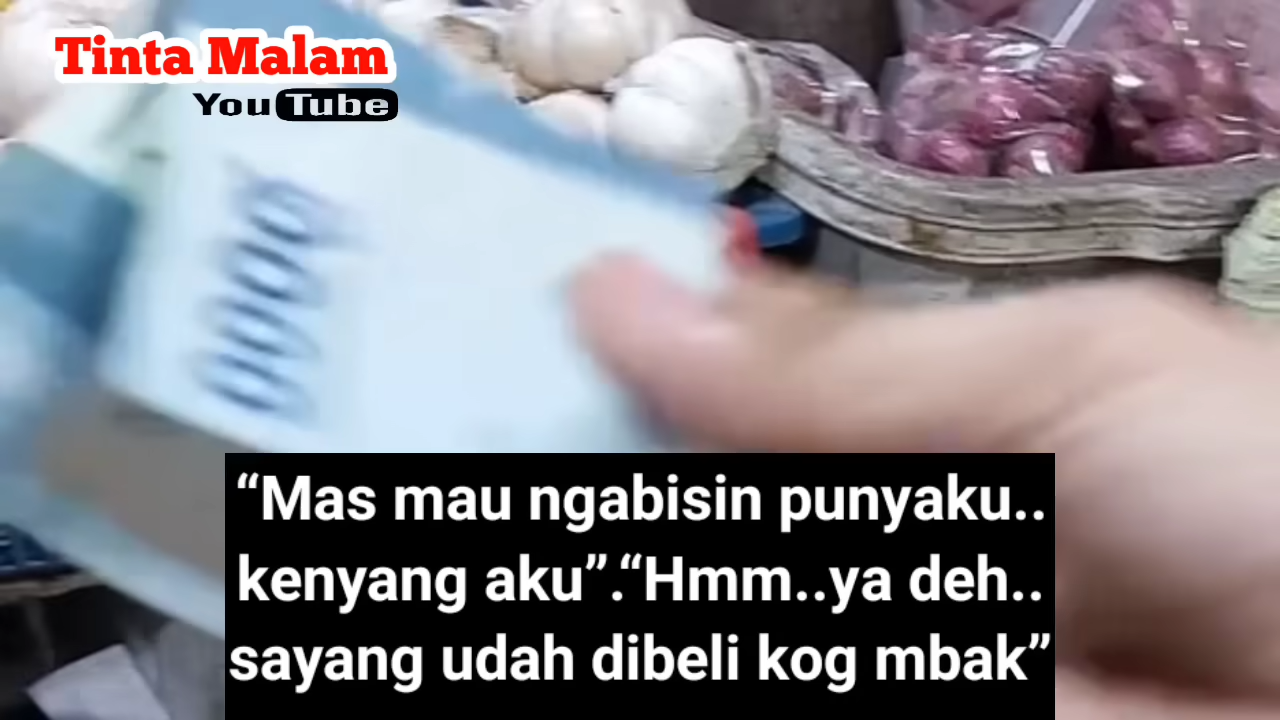 Tinta Malam
YouTube
“Mas mau ngabisin punyaku..
kenyang aku”.“Hmm..ya deh..
sayang udah dibeli kog mbak”